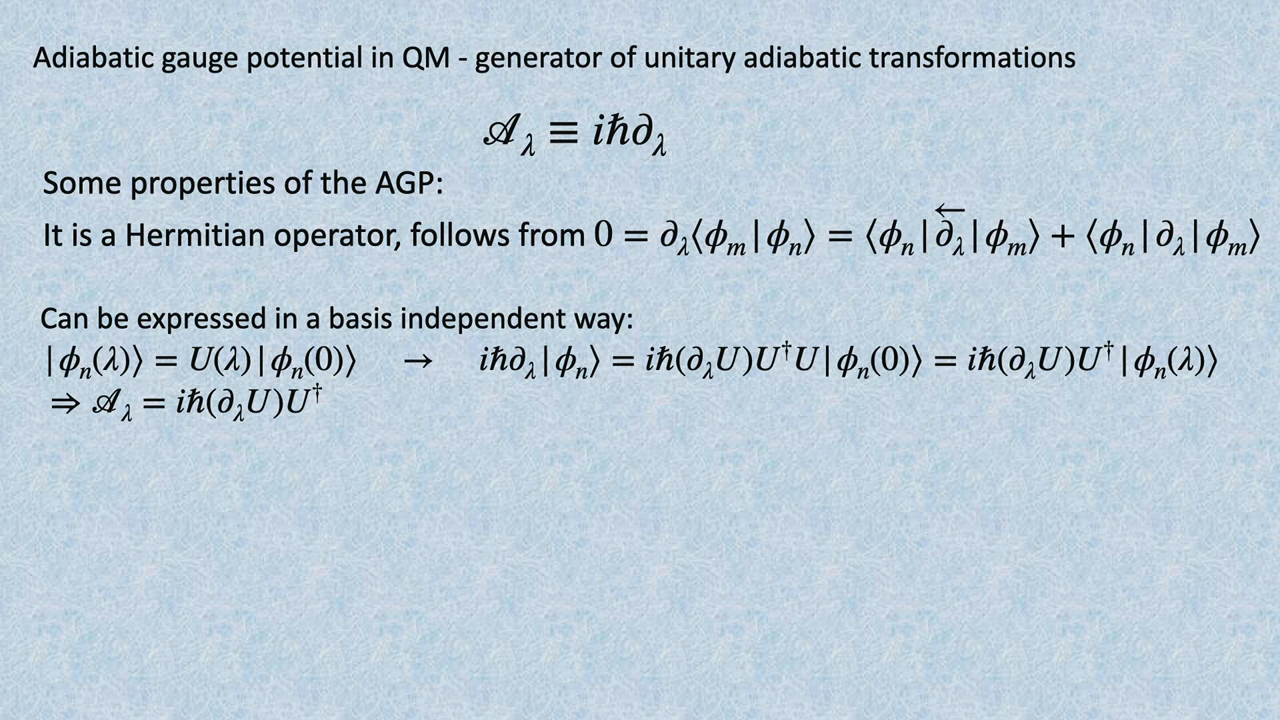 Adiabatic gauge potential in QM - generator of unitary adiabatic transformations
𝒜_λ ≡ iħ∂_λ
Some properties of the AGP:
It is a Hermitian operator, follows from 0 = ∂_λ⟨ϕ_m|ϕ_n⟩ = ⟨ϕ_n|∂⃖_λ|ϕ_m⟩ + ⟨ϕ_n|∂_λ|ϕ_m⟩
Can be expressed in a basis independent way:
|ϕ_n(λ)⟩ = U(λ)|ϕ_n(0)⟩ → iħ∂_λ|ϕ_n⟩ = iħ(∂_λU)U†U|ϕ_n(0)⟩ = iħ(∂_λU)U†|ϕ_n(λ)⟩
⇒ 𝒜_λ = iħ(∂_λU)U†